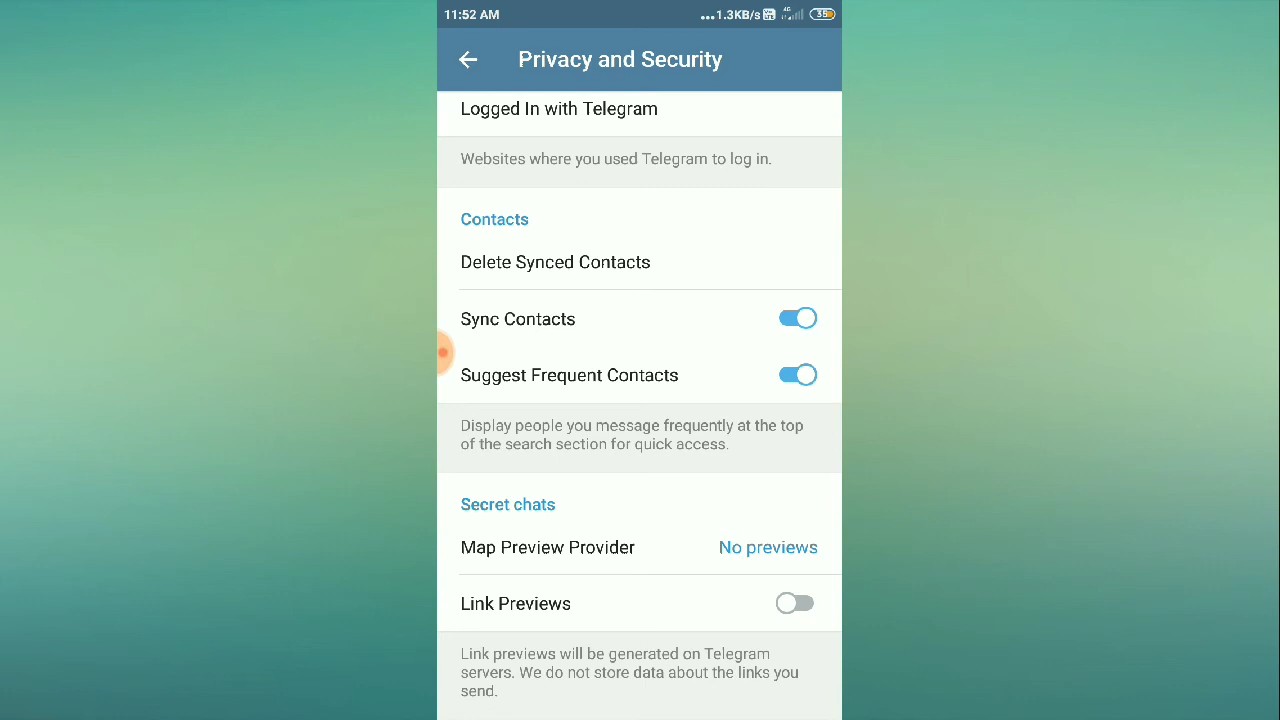 11:52 AM
...1.3KB/s Vo LTE 4G 35
Privacy and Security
Logged In with Telegram
Websites where you used Telegram to log in.
Contacts
Delete Synced Contacts
Sync Contacts
Suggest Frequent Contacts
Display people you message frequently at the top
of the search section for quick access.
Secret chats
Map Preview Provider No previews
Link Previews
Link previews will be generated on Telegram
servers. We do not store data about the links you
send.